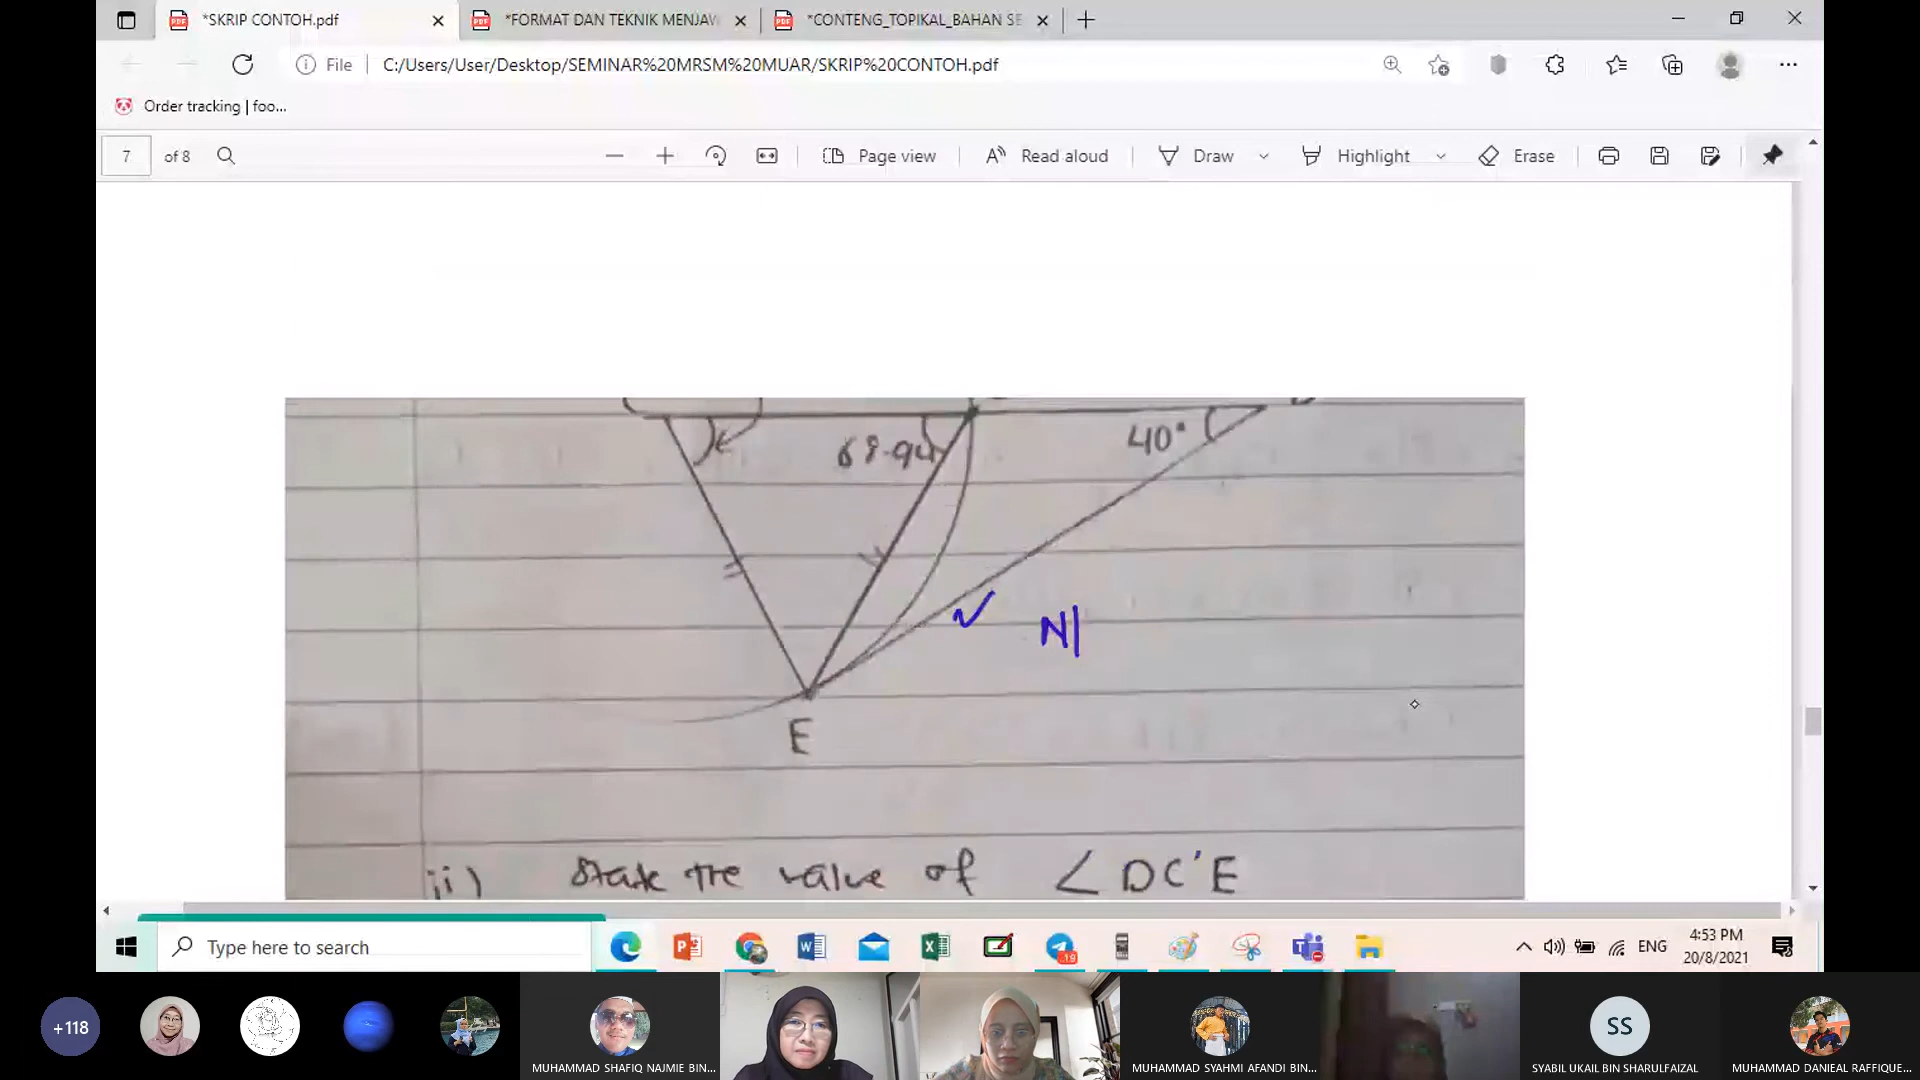 *SKRIP CONTOH.pdf
*FORMAT DAN TEKNIK MENJAW
*CONTENG_TOPIKAL_BAHAN SE
File
C:/Users/User/Desktop/SEMINAR%20MRSM%20MUAR/SKRIP%20CONTOH.pdf
Order tracking | foo...
7 of 8
Page view
Read aloud
Draw
Highlight
Erase
40°
N1
E
ii) State the value of ∠DC'E
Type here to search
19
ENG
4:53 PM
20/8/2021
+118
SS
MUHAMMAD SHAFIQ NAJMIE BIN...
MUHAMMAD SYAHMI AFANDI BIN...
SYABIL UKAIL BIN SHARULFAIZAL
MUHAMMAD DANIEAL RAFFIQUE...